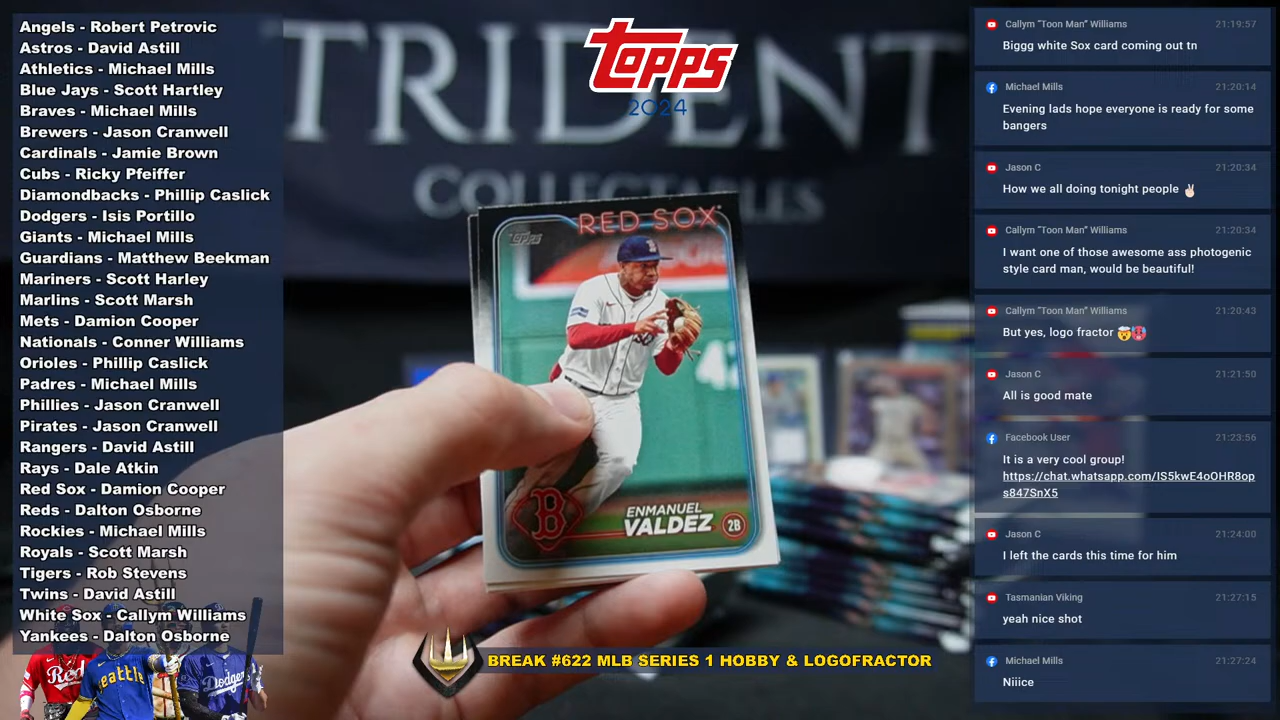 Angels - Robert Petrovic
Astros - David Astill
Athletics - Michael Mills
Blue Jays - Scott Hartley
Braves - Michael Mills
Brewers - Jason Cranwell
Cardinals - Jamie Brown
Cubs - Ricky Pfeiffer
Diamondbacks - Phillip Caslick
Dodgers - Isis Portillo
Giants - Michael Mills
Guardians - Matthew Beekman
Mariners - Scott Harley
Marlins - Scott Marsh
Mets - Damion Cooper
Nationals - Conner Williams
Orioles - Phillip Caslick
Padres - Michael Mills
Phillies - Jason Cranwell
Pirates - Jason Cranwell
Rangers - David Astill
Rays - Dale Atkin
Red Sox - Damion Cooper
Reds - Dalton Osborne
Rockies - Michael Mills
Royals - Scott Marsh
Tigers - Rob Stevens
Twins - David Astill
White Sox - Callym Williams
Yankees - Dalton Osborne
TRIDENT
COLLECTABLES
Topps
2024
Topps
RED SOX
B
ENMANUEL
VALDEZ
2B
BREAK #622 MLB SERIES 1 HOBBY & LOGOFRACTOR
Callym "Toon Man" Williams 21:19:57
Biggg white Sox card coming out tn
Michael Mills 21:20:14
Evening lads hope everyone is ready for some
bangers
Jason C 21:20:34
How we all doing tonight people ✌🏻
Callym "Toon Man" Williams 21:20:34
I want one of those awesome ass photogenic
style card man, would be beautiful!
Callym "Toon Man" Williams 21:20:43
But yes, logo fractor 🤯🥵
Jason C 21:21:50
All is good mate
Facebook User 21:23:56
It is a very cool group!
https://chat.whatsapp.com/IS5kwE4oOHR8op
s847SnX5
Jason C 21:24:00
I left the cards this time for him
Tasmanian Viking 21:27:15
yeah nice shot
Michael Mills 21:27:24
Niiice
Reds
seattle
Dodgers